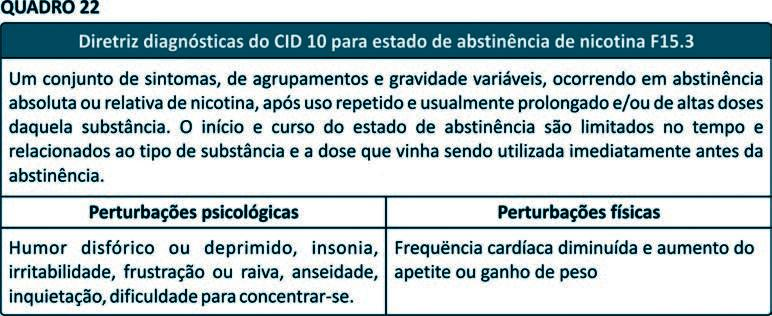 QUADRO 22
Diretriz diagnósticas do CID 10 para estado de abstinência de nicotina F15.3
Um conjunto de sintomas, de agrupamentos e gravidade variáveis, ocorrendo em abstinência
absoluta ou relativa de nicotina, após uso repetido e usualmente prolongado e/ou de altas doses
daquela substância. O início e curso do estado de abstinência são limitados no tempo e
relacionados ao tipo de substância e a dose que vinha sendo utilizada imediatamente antes da
abstinência.
Perturbações psicológicas
Perturbações físicas
Humor disfórico ou deprimido, insonia,
irritabilidade, frustração ou raiva, anseidade,
inquietação, dificuldade para concentrar-se.
Frequëncia cardíaca diminuída e aumento do
apetite ou ganho de peso